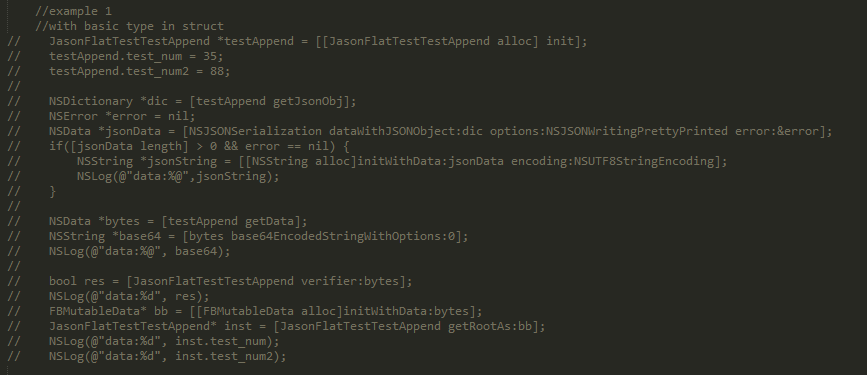 //example 1
//with basic type in struct
//    JasonFlatTestTestAppend *testAppend = [[JasonFlatTestTestAppend alloc] init];
//    testAppend.test_num = 35;
//    testAppend.test_num2 = 88;
//
//    NSDictionary *dic = [testAppend getJsonObj];
//    NSError *error = nil;
//    NSData *jsonData = [NSJSONSerialization dataWithJSONObject:dic options:NSJSONWritingPrettyPrinted error:&error];
//    if([jsonData length] > 0 && error == nil) {
//        NSString *jsonString = [[NSString alloc]initWithData:jsonData encoding:NSUTF8StringEncoding];
//        NSLog(@"data:%@",jsonString);
//    }
//
//    NSData *bytes = [testAppend getData];
//    NSString *base64 = [bytes base64EncodedStringWithOptions:0];
//    NSLog(@"data:%@", base64);
//
//    bool res = [JasonFlatTestTestAppend verifier:bytes];
//    NSLog(@"data:%d", res);
//    FBMutableData* bb = [[FBMutableData alloc]initWithData:bytes];
//    JasonFlatTestTestAppend* inst = [JasonFlatTestTestAppend getRootAs:bb];
//    NSLog(@"data:%d", inst.test_num);
//    NSLog(@"data:%d", inst.test_num2);